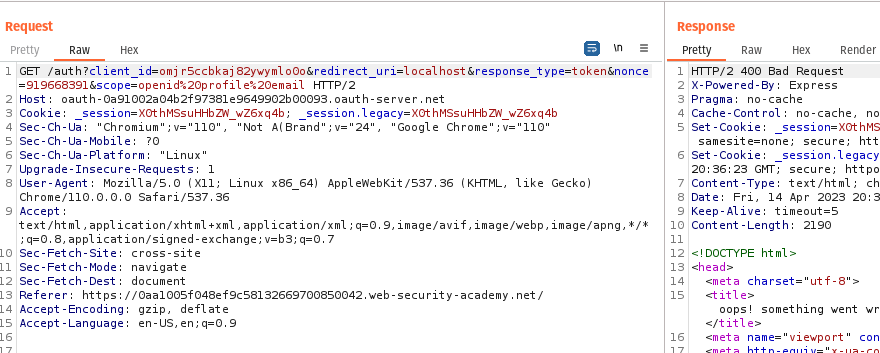 Request
Pretty Raw Hex
\n
1 GET /auth?client_id=omjr5ccbkaj82ywymlo0o&redirect_uri=localhost&response_type=token&nonce
=919668391&scope=openid%20profile%20email HTTP/2
2 Host: oauth-0a91002a04b2f97381e9649902b00093.oauth-server.net
3 Cookie: _session=X0thMSsuHHbZW_wZ6xq4b; _session.legacy=X0thMSsuHHbZW_wZ6xq4b
4 Sec-Ch-Ua: "Chromium";v="110", "Not A(Brand";v="24", "Google Chrome";v="110"
5 Sec-Ch-Ua-Mobile: ?0
6 Sec-Ch-Ua-Platform: "Linux"
7 Upgrade-Insecure-Requests: 1
8 User-Agent: Mozilla/5.0 (X11; Linux x86_64) AppleWebKit/537.36 (KHTML, like Gecko)
Chrome/110.0.0.0 Safari/537.36
9 Accept:
text/html,application/xhtml+xml,application/xml;q=0.9,image/avif,image/webp,image/apng,*/*
;q=0.8,application/signed-exchange;v=b3;q=0.7
10 Sec-Fetch-Site: cross-site
11 Sec-Fetch-Mode: navigate
12 Sec-Fetch-Dest: document
13 Referer: https://0aa1005f048ef9c58132669700850042.web-security-academy.net/
14 Accept-Encoding: gzip, deflate
15 Accept-Language: en-US,en;q=0.9
16
17
Response
Pretty Raw Hex Render
1 HTTP/2 400 Bad Request
2 X-Powered-By: Express
3 Pragma: no-cache
4 Cache-Control: no-cache, no
5 Set-Cookie: _session=X0thMS
samesite=none; secure; http
6 Set-Cookie: _session.legacy
20:36:23 GMT; secure; httpo
7 Content-Type: text/html; ch
8 Date: Fri, 14 Apr 2023 20:3
9 Keep-Alive: timeout=5
10 Content-Length: 2190
11
12 <!DOCTYPE html>
13 <head>
14 <meta charset="utf-8">
15 <title>
oops! something went wr
</title>
16 <meta name="viewport" con
17 <meta http-equiv="x-ua-co